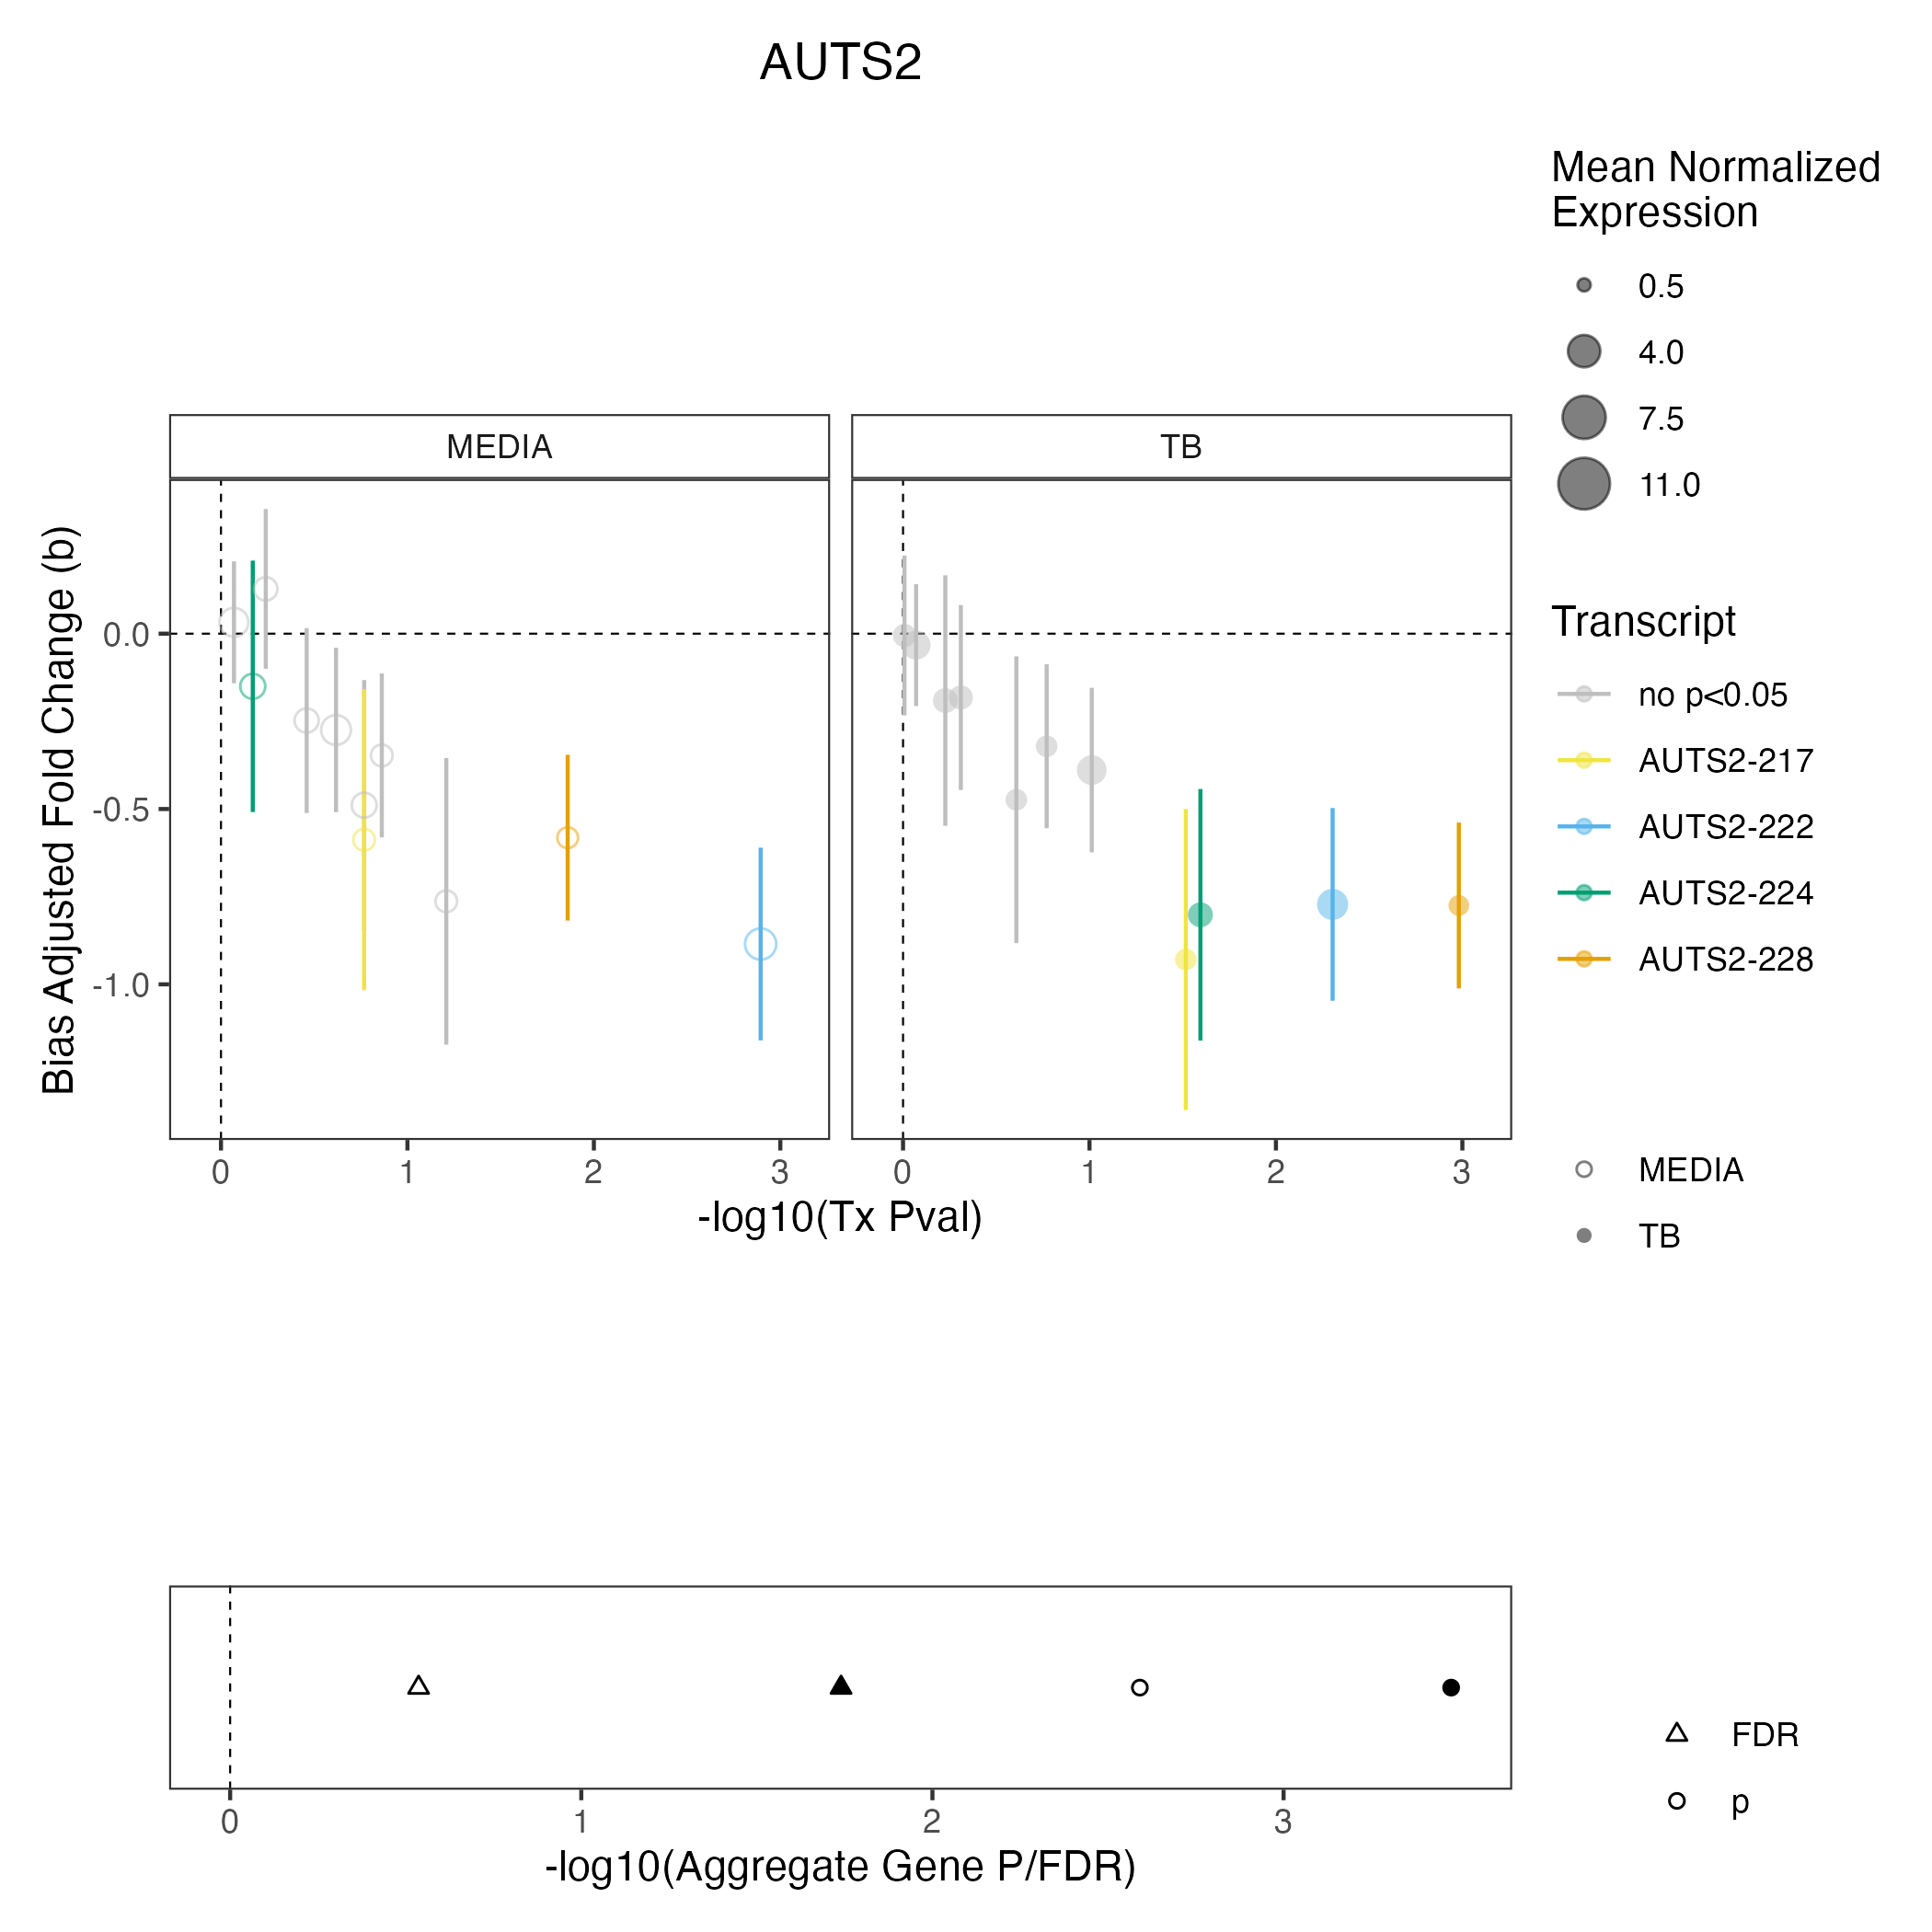 AUTS2
MEDIA
TB
Bias Adjusted Fold Change (b)
0.0
-0.5
-1.0
0
1
2
3
0
1
2
3
-log10(Tx Pval)
Mean Normalized
Expression
0.5
4.0
7.5
11.0
Transcript
no p<0.05
AUTS2-217
AUTS2-222
AUTS2-224
AUTS2-228
MEDIA
TB
0
1
2
3
-log10(Aggregate Gene P/FDR)
FDR
p